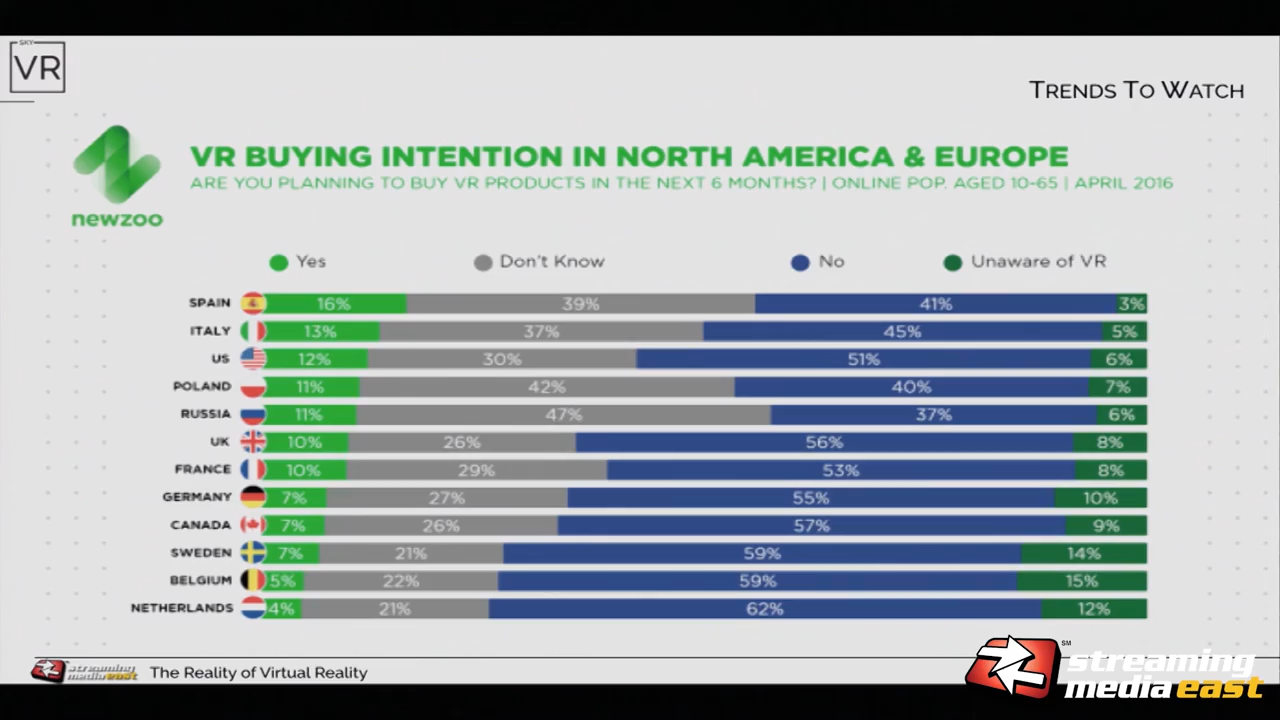 SKY
VR
TRENDS TO WATCH
newzoo
VR BUYING INTENTION IN NORTH AMERICA & EUROPE
ARE YOU PLANNING TO BUY VR PRODUCTS IN THE NEXT 6 MONTHS? | ONLINE POP. AGED 10-65 | APRIL 2016
Yes Don't Know No Unaware of VR
SPAIN 16% 39% 41% 3%
ITALY 13% 37% 45% 5%
US 12% 30% 51% 6%
POLAND 11% 42% 40% 7%
RUSSIA 11% 47% 37% 6%
UK 10% 26% 56% 8%
FRANCE 10% 29% 53% 8%
GERMANY 7% 27% 55% 10%
CANADA 7% 26% 57% 9%
SWEDEN 7% 21% 59% 14%
BELGIUM 5% 22% 59% 15%
NETHERLANDS 4% 21% 62% 12%
streaming
media east
The Reality of Virtual Reality
SM
streaming
media east